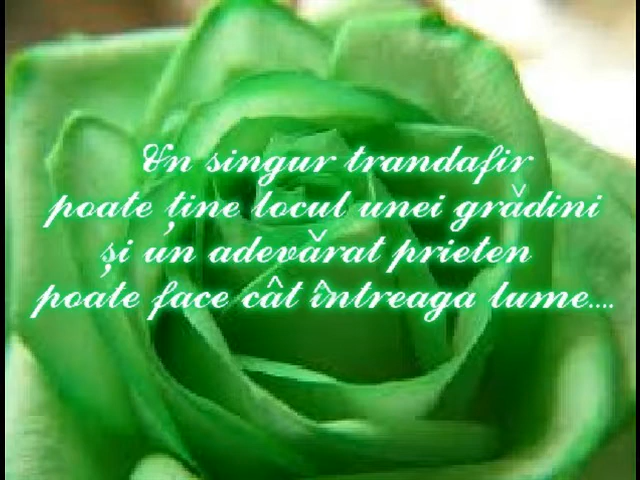 Un singur trandafir
poate ține locul unei grădini
și un adevărat prieten
poate face cât întreaga lume....